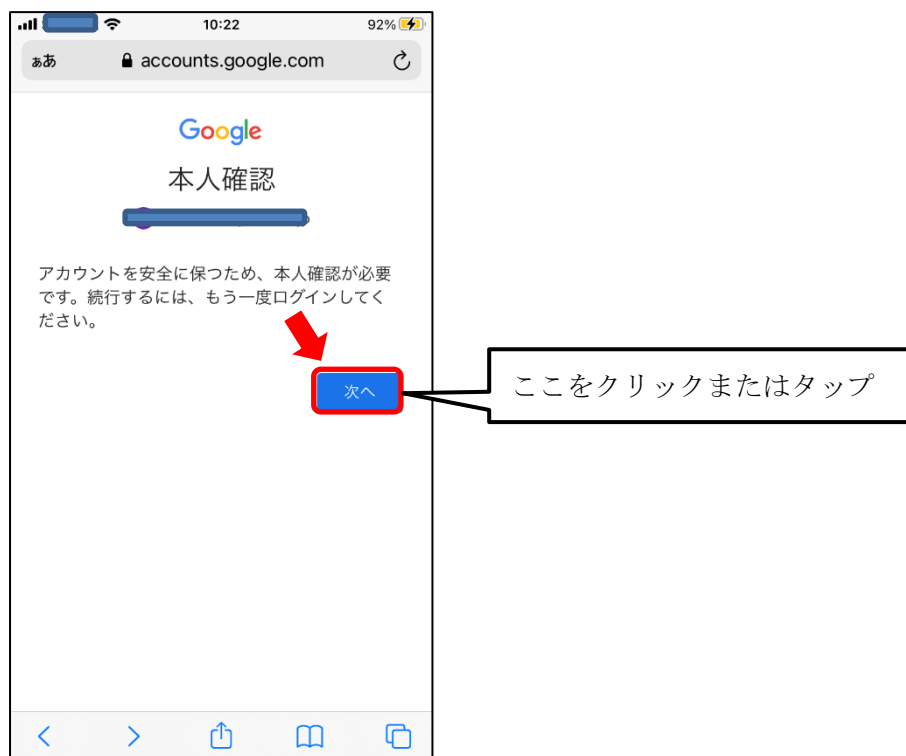 10:22
92%
ぁあ
accounts.google.com
Google
本人確認
アカウントを安全に保つため、本人確認が必要
です。続行するには、もう一度ログインしてく
ださい。
次へ
ここをクリックまたはタップ